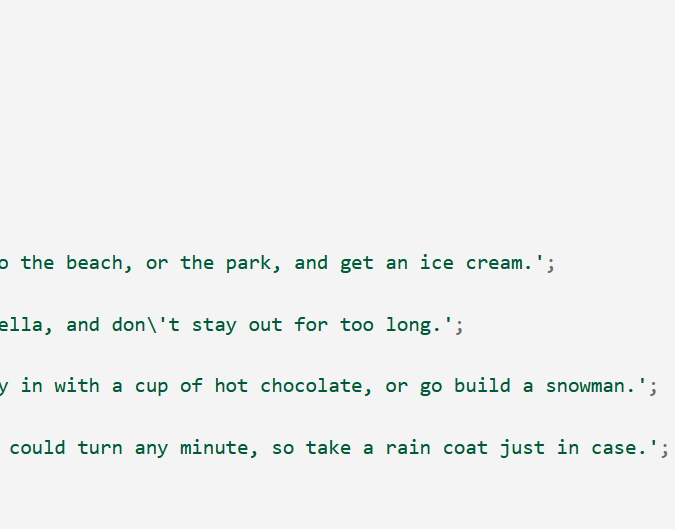 o the beach, or the park, and get an ice cream.';
ella, and don\'t stay out for too long.';
y in with a cup of hot chocolate, or go build a snowman.';
could turn any minute, so take a rain coat just in case.';